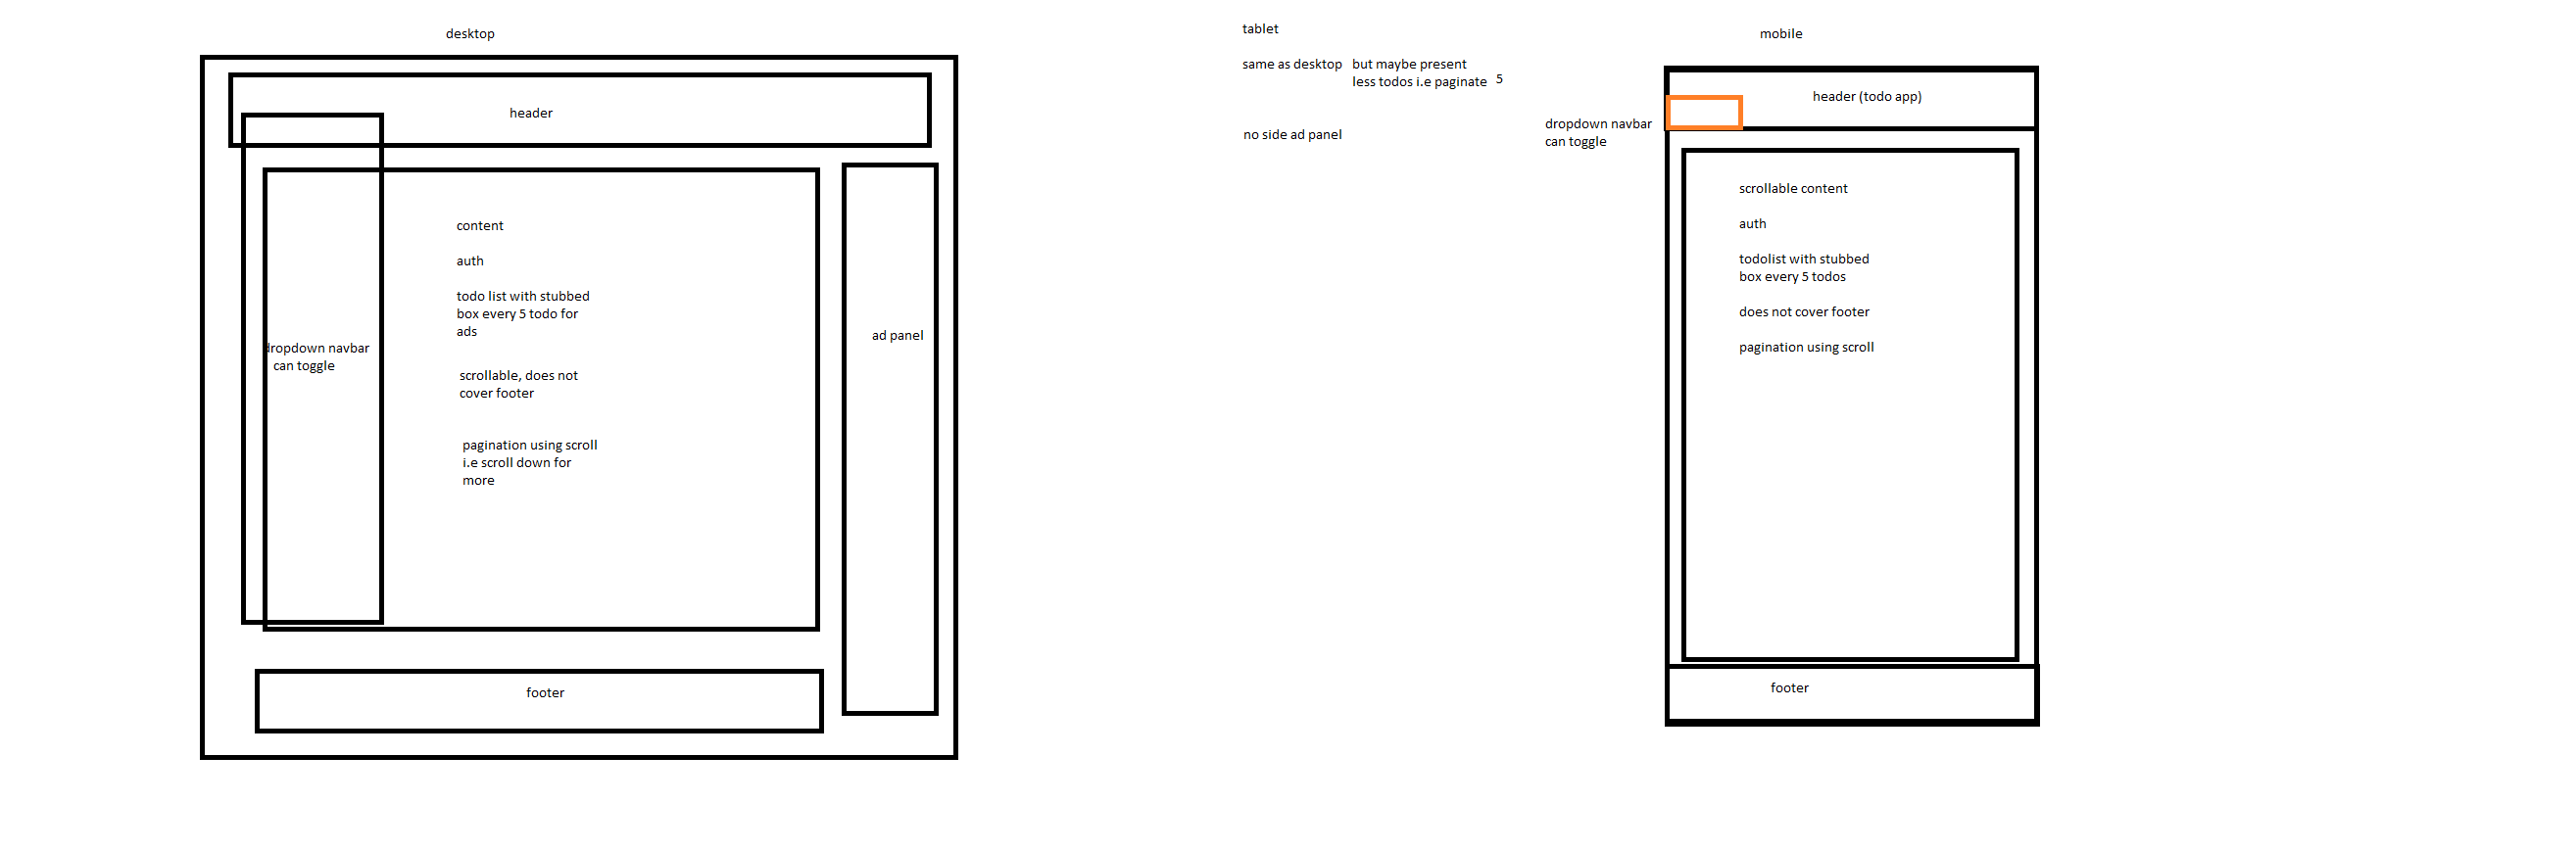 desktop
header
content
auth
todo list with stubbed
box every 5 todo for
ads
dropdown navbar
can toggle
scrollable, does not
cover footer
pagination using scroll
i.e scroll down for
more
ad panel
footer
tablet
same as desktop but maybe present
less todos i.e paginate 5
no side ad panel
mobile
header (todo app)
dropdown navbar
can toggle
scrollable content
auth
todolist with stubbed
box every 5 todos
does not cover footer
pagination using scroll
footer